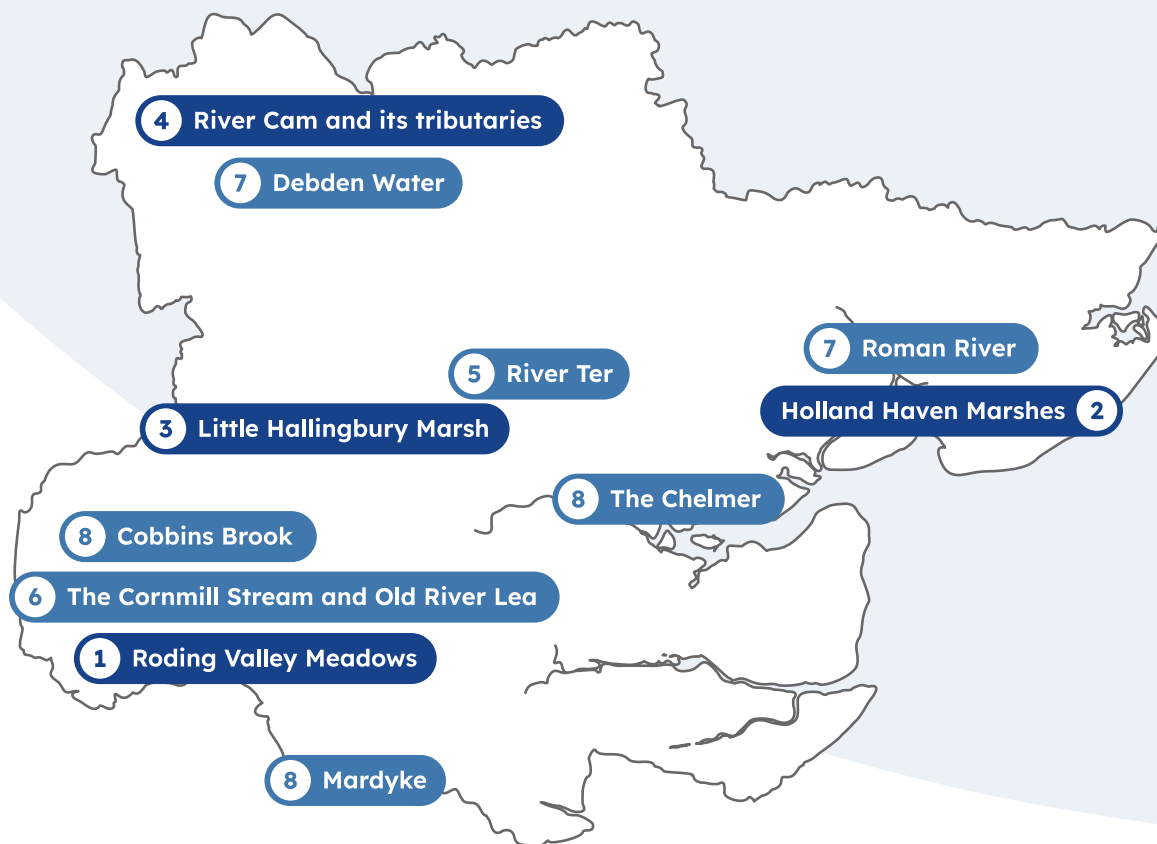 4 River Cam and its tributaries
7 Debden Water
7 Roman River
5 River Ter
Holland Haven Marshes 2
3 Little Hallingbury Marsh
8 The Chelmer
8 Cobbins Brook
6 The Cornmill Stream and Old River Lea
1 Roding Valley Meadows
8 Mardyke